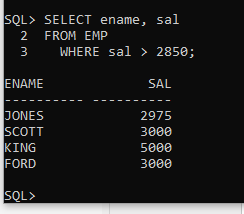 SQL> SELECT ename, sal
  2  FROM EMP
  3    WHERE sal > 2850;
ENAME             SAL
---------- ----------
JONES            2975
SCOTT            3000
KING             5000
FORD             3000
SQL>